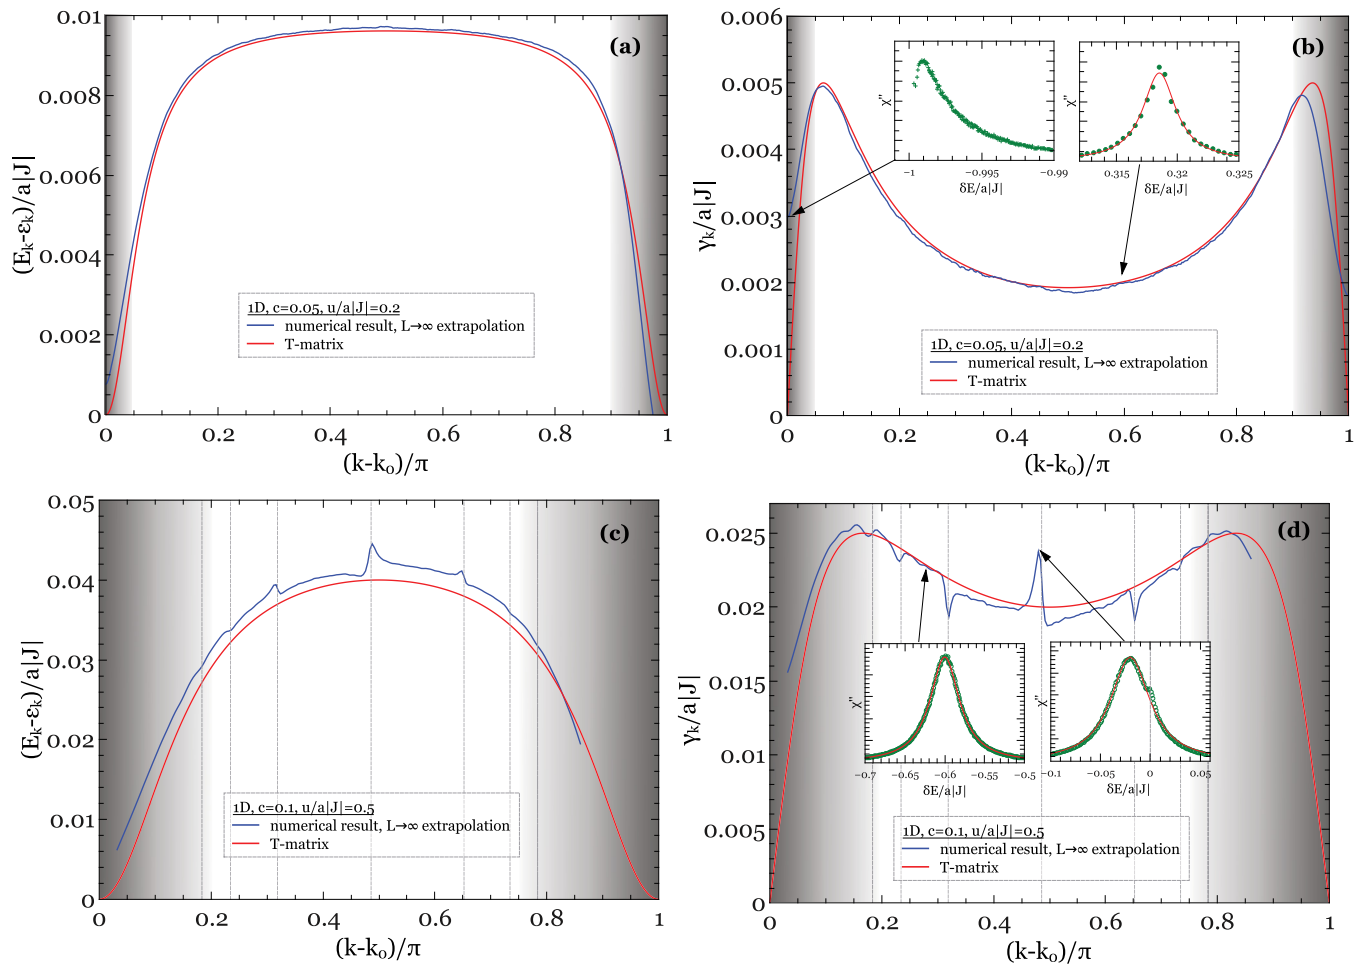 (a)
0.01
0.008
0.006
0.004
0.002
0
(E_k-ε_k)/a|J|
1D, c=0.05, u/a|J|=0.2
numerical result, L→∞ extrapolation
T-matrix
0 0.2 0.4 0.6 0.8 1
(k-k_0)/π
(b)
0.006
0.005
0.004
0.003
0.002
0.001
0
γ_k/a|J|
χ''
-1 -0.995 -0.99
δE/a|J|
χ''
0.315 0.32 0.325
δE/a|J|
1D, c=0.05, u/a|J|=0.2
numerical result, L→∞ extrapolation
T-matrix
0 0.2 0.4 0.6 0.8 1
(k-k_0)/π
(c)
0.05
0.04
0.03
0.02
0.01
0
(E_k-ε_k)/a|J|
1D, c=0.1, u/a|J|=0.5
numerical result, L→∞ extrapolation
T-matrix
0 0.2 0.4 0.6 0.8 1
(k-k_0)/π
(d)
0.025
0.02
0.015
0.01
0.005
0
γ_k/a|J|
χ''
-0.7 -0.65 -0.6 -0.55 -0.5
δE/a|J|
χ''
-0.1 -0.05 0 0.05
δE/a|J|
1D, c=0.1, u/a|J|=0.5
numerical result, L→∞ extrapolation
T-matrix
0 0.2 0.4 0.6 0.8 1
(k-k_0)/π